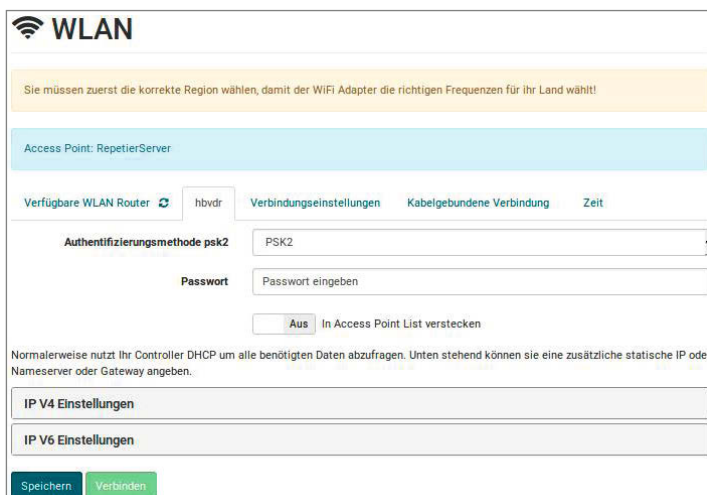 WLAN
Sie müssen zuerst die korrekte Region wählen, damit der WiFi Adapter die richtigen Frequenzen für ihr Land wählt!
Access Point: RepetierServer
Verfügbare WLAN Router hbvdr Verbindungseinstellungen Kabelgebundene Verbindung Zeit
Authentifizierungsmethode psk2 PSK2
Passwort Passwort eingeben
Aus In Access Point List verstecken
Normalerweise nutzt Ihr Controller DHCP um alle benötigten Daten abzufragen. Unten stehend können sie eine zusätzliche statische IP ode
Nameserver oder Gateway angeben.
IP V4 Einstellungen
IP V6 Einstellungen
Speichern Verbinden